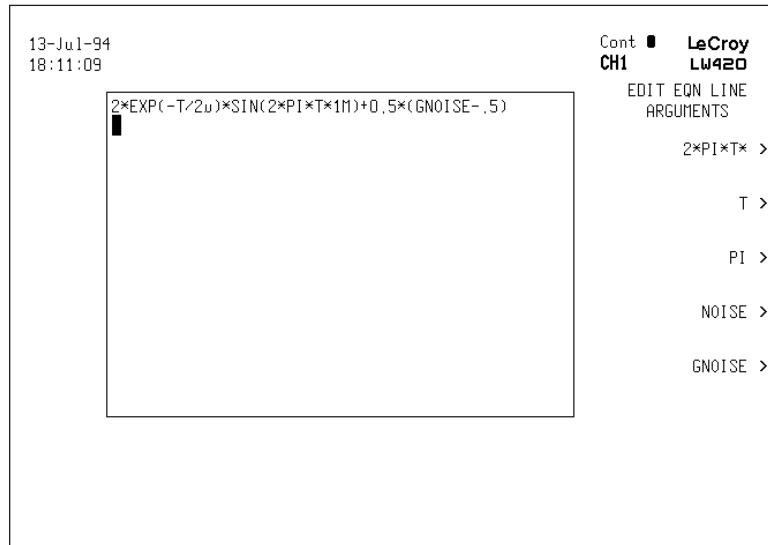 13-Jul-94
18:11:09
Cont
CH1
LeCroy
LW420
EDIT EQN LINE
ARGUMENTS
2*EXP(-T/2u)*SIN(2*PI*T*1M)+0.5*(GNOISE-.5)
2*PI*T* >
T >
PI >
NOISE >
GNOISE >